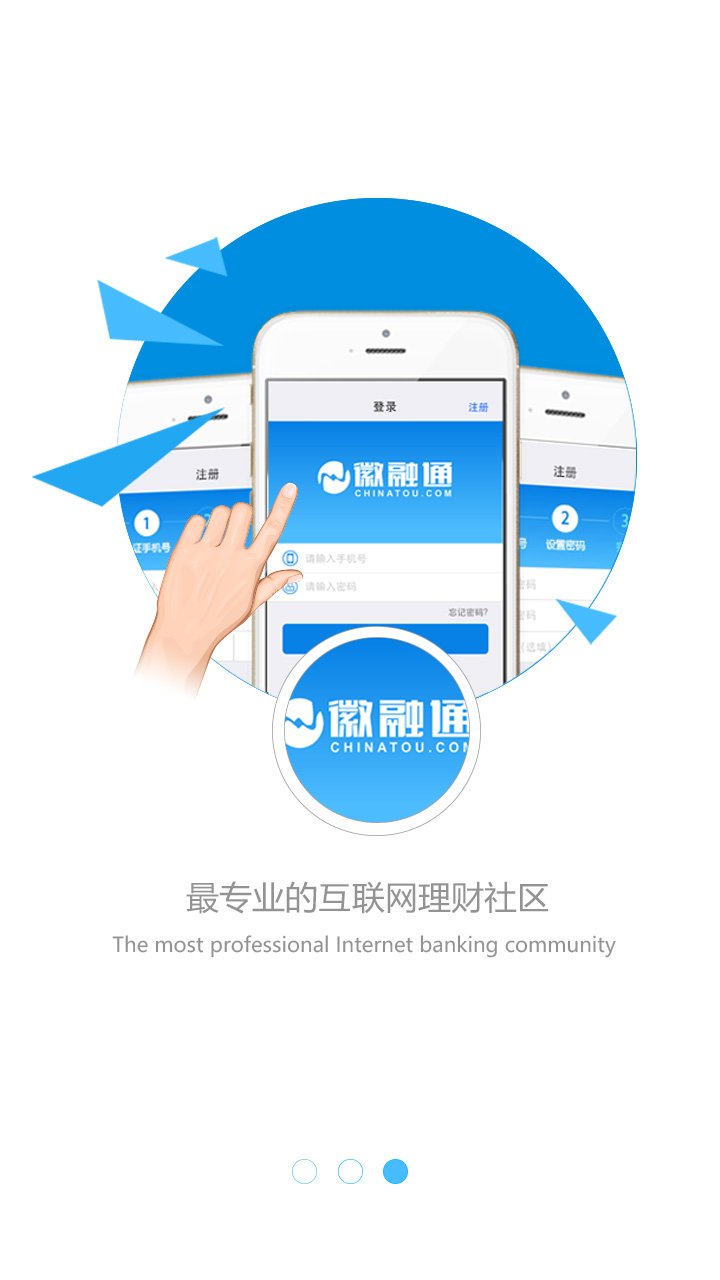 登录
注册
徽融通
CHINATOU.COM
注册
1
证手机号
请输入手机号
请输入密码
忘记密码?
注册
2
3
号
设置密码
密码
密码
(选填)
徽融通
CHINATOU.COM
最专业的互联网理财社区
The most professional Internet banking community